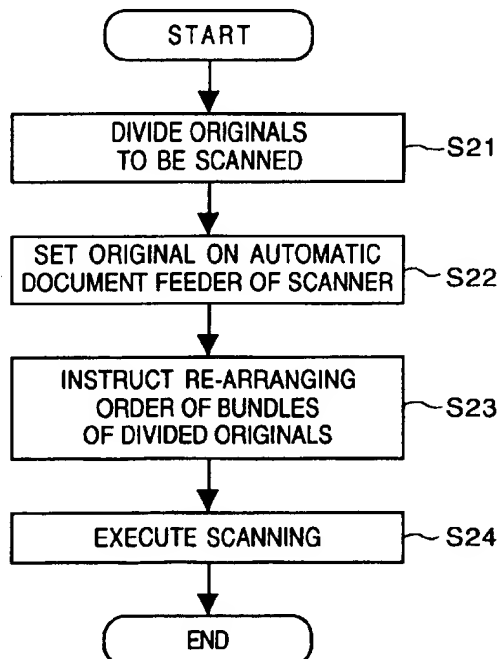 START
DIVIDE ORIGINALS
TO BE SCANNED
S21
SET ORIGINAL ON AUTOMATIC
DOCUMENT FEEDER OF SCANNER
S22
INSTRUCT RE-ARRANGING
ORDER OF BUNDLES
OF DIVIDED ORIGINALS
S23
EXECUTE SCANNING
S24
END